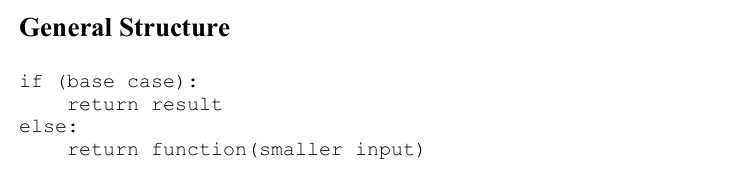 General Structure
if (base case):
    return result
else:
    return function(smaller input)